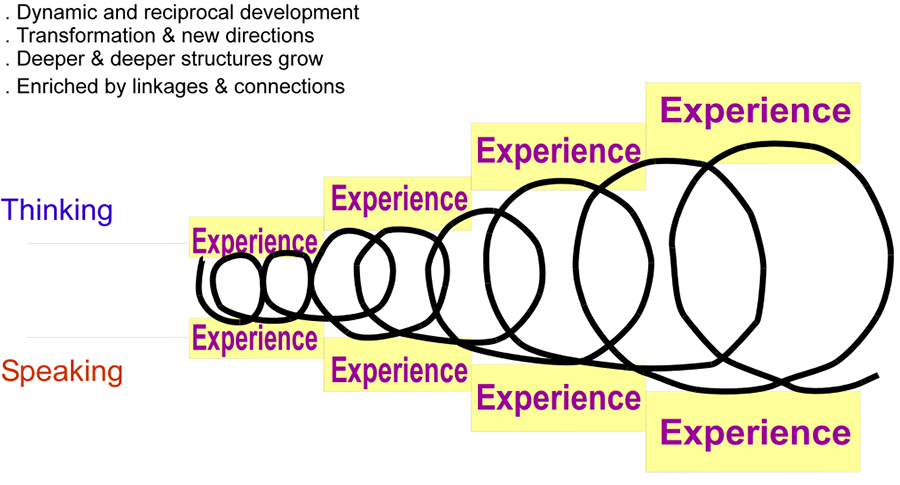 . Dynamic and reciprocal development
. Transformation & new directions
. Deeper & deeper structures grow
. Enriched by linkages & connections
Experience
Experience
Experience
Thinking
Experience
Experience
Speaking
Experience
Experience
Experience